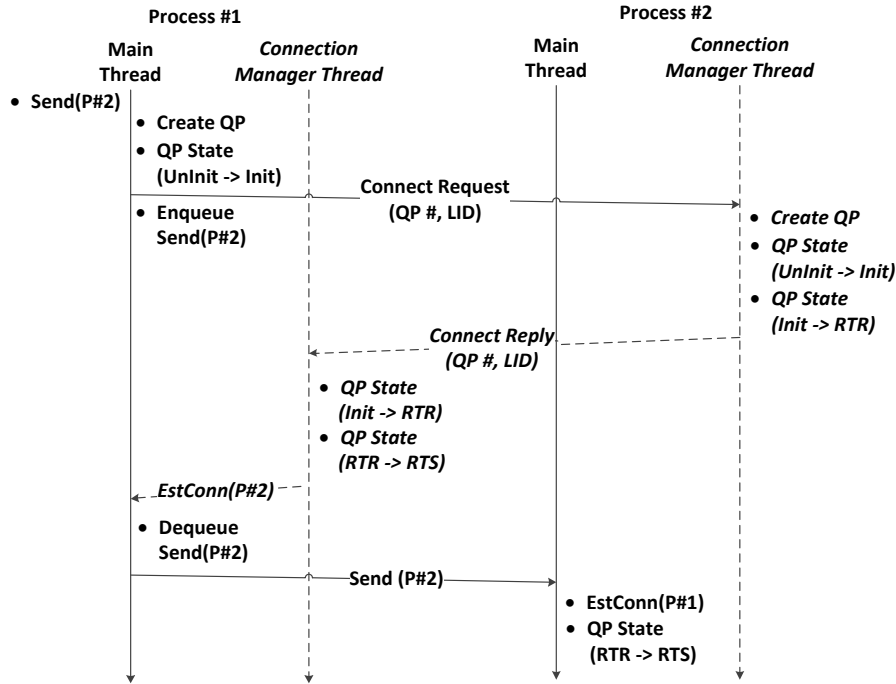 Process #1
Process #2
Main
Thread
Connection
Manager Thread
Main
Thread
Connection
Manager Thread
• Send(P#2)
• Create QP
• QP State
(UnInit -> Init)
Connect Request
(QP #, LID)
• Enqueue
Send(P#2)
• Create QP
• QP State
(UnInit -> Init)
• QP State
(Init -> RTR)
Connect Reply
(QP #, LID)
• QP State
(Init -> RTR)
• QP State
(RTR -> RTS)
EstConn(P#2)
• Dequeue
Send(P#2)
Send (P#2)
• EstConn(P#1)
• QP State
(RTR -> RTS)